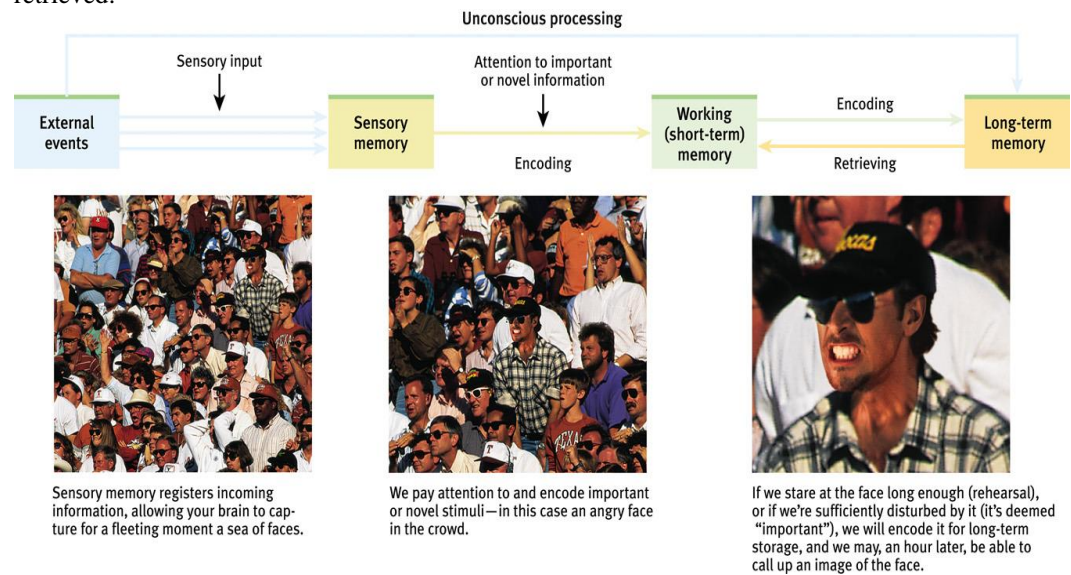 retrieved.
Unconscious processing
Sensory input
Attention to important
or novel information
External
events
Sensory
memory
Encoding
Working
(short-term)
memory
Encoding
Retrieving
Long-term
memory
TEXAS
Sensory memory registers incoming
information, allowing your brain to cap-
ture for a fleeting moment a sea of faces.
We pay attention to and encode important
or novel stimuli—in this case an angry face
in the crowd.
If we stare at the face long enough (rehearsal),
or if we’re sufficiently disturbed by it (it’s deemed
“important”), we will encode it for long-term
storage, and we may, an hour later, be able to
call up an image of the face.